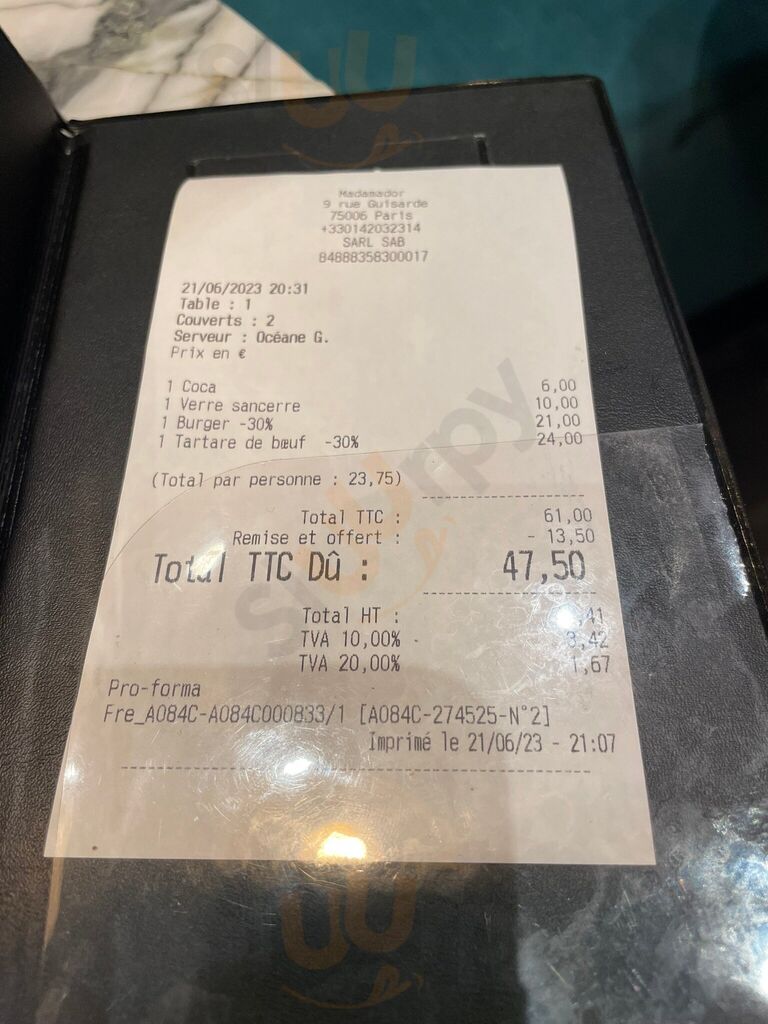 Madamador
9 rue Guisarde
75006 Paris
+330142032314
SARL SAB
84888358300017
21/06/2023 20:31
Table : 1
Couverts : 2
Serveur : Océane G.
Prix en €
1 Coca 6,00
1 Verre sancerre 10,00
1 Burger -30% 21,00
1 Tartare de bœuf -30% 24,00
(Total par personne : 23,75)
Total TTC : 61,00
Remise et offert : - 13,50
Total TTC Dû : 47,50
Total HT :
TVA 10,00% 3,42
TVA 20,00% 1,67
Pro-forma
Fre_A084C-A084C000833/1 [A084C-274525-N°2]
Imprimé le 21/06/23 - 21:07
sluurpy